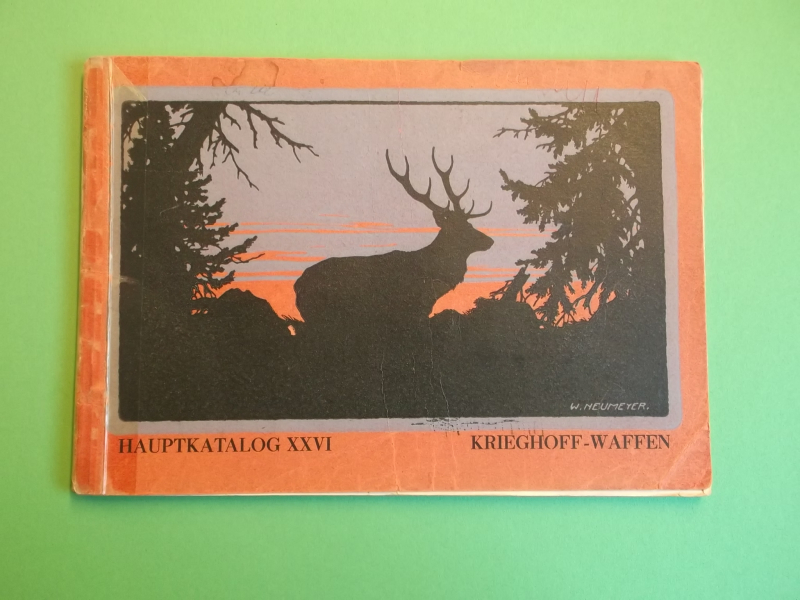 W. NEUMEYER.
HAUPTKATALOG XXVI
KRIEGHOFF-WAFFEN